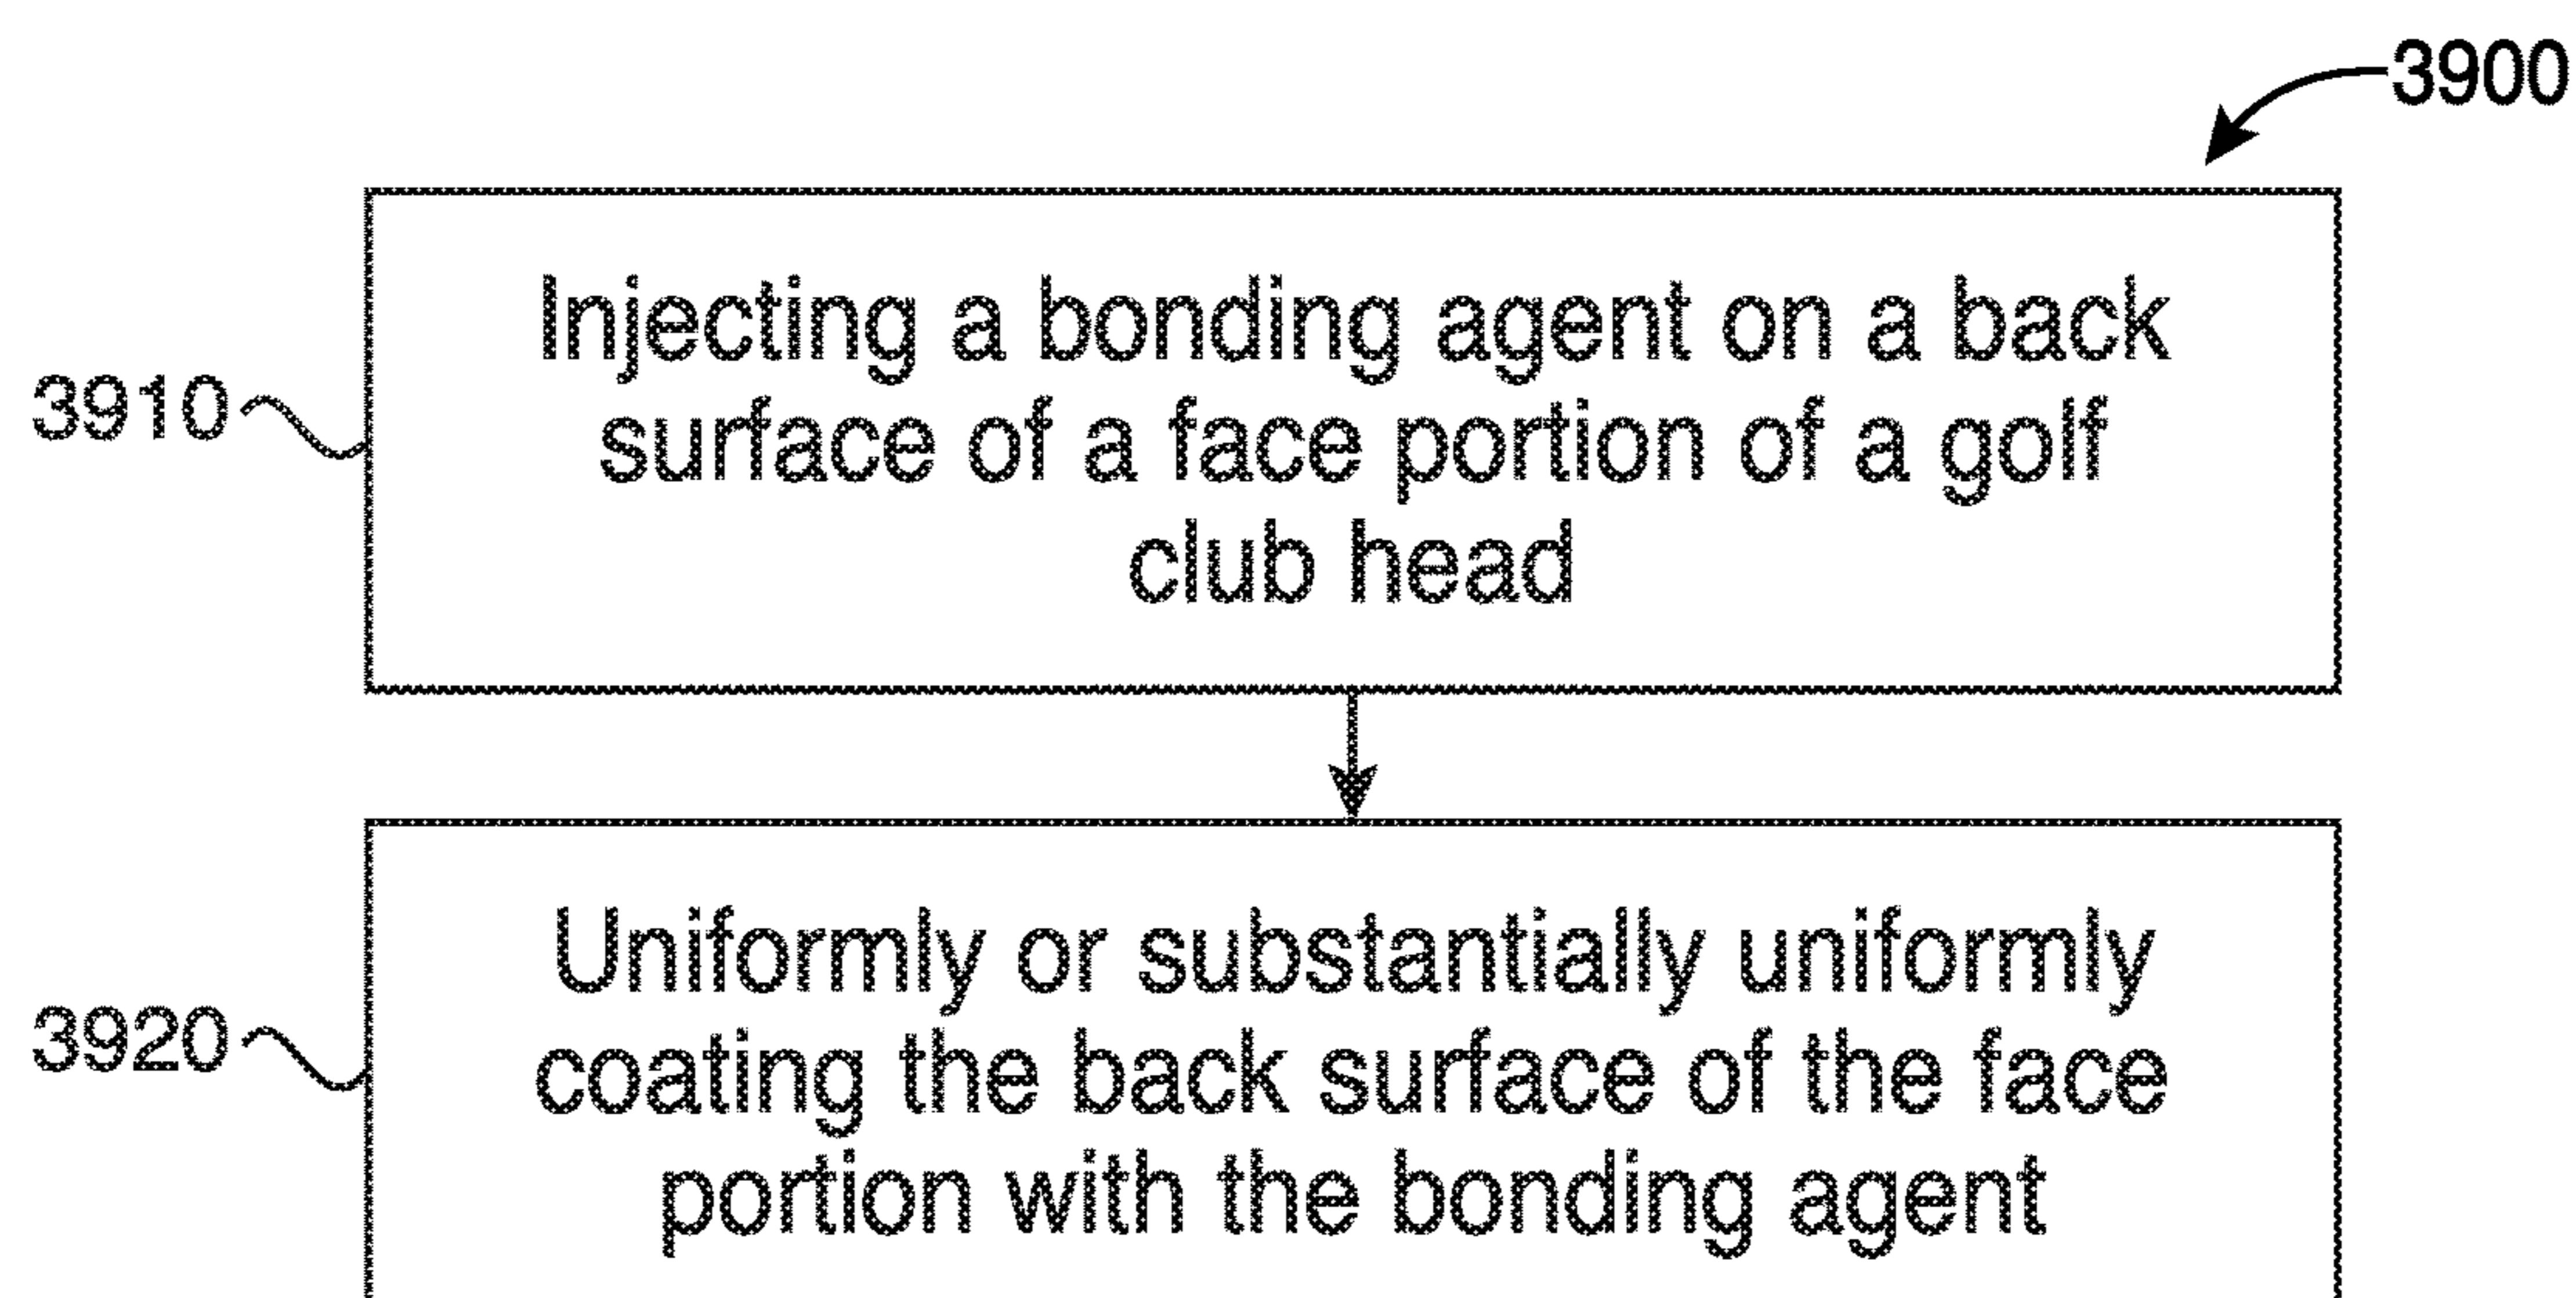 3900
Injecting a bonding agent on a back
surface of a face portion of a golf
club head
3910
Uniformly or substantially uniformly
coating the back surface of the face
portion with the bonding agent
3920